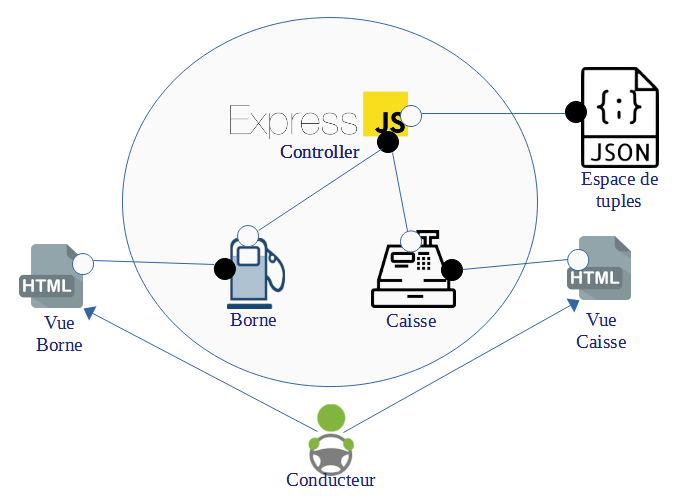 Express
JS
Controller
{;}
JSON
Espace de
tuples
HTML
Vue
Borne
Borne
Caisse
HTML
Vue
Caisse
Conducteur